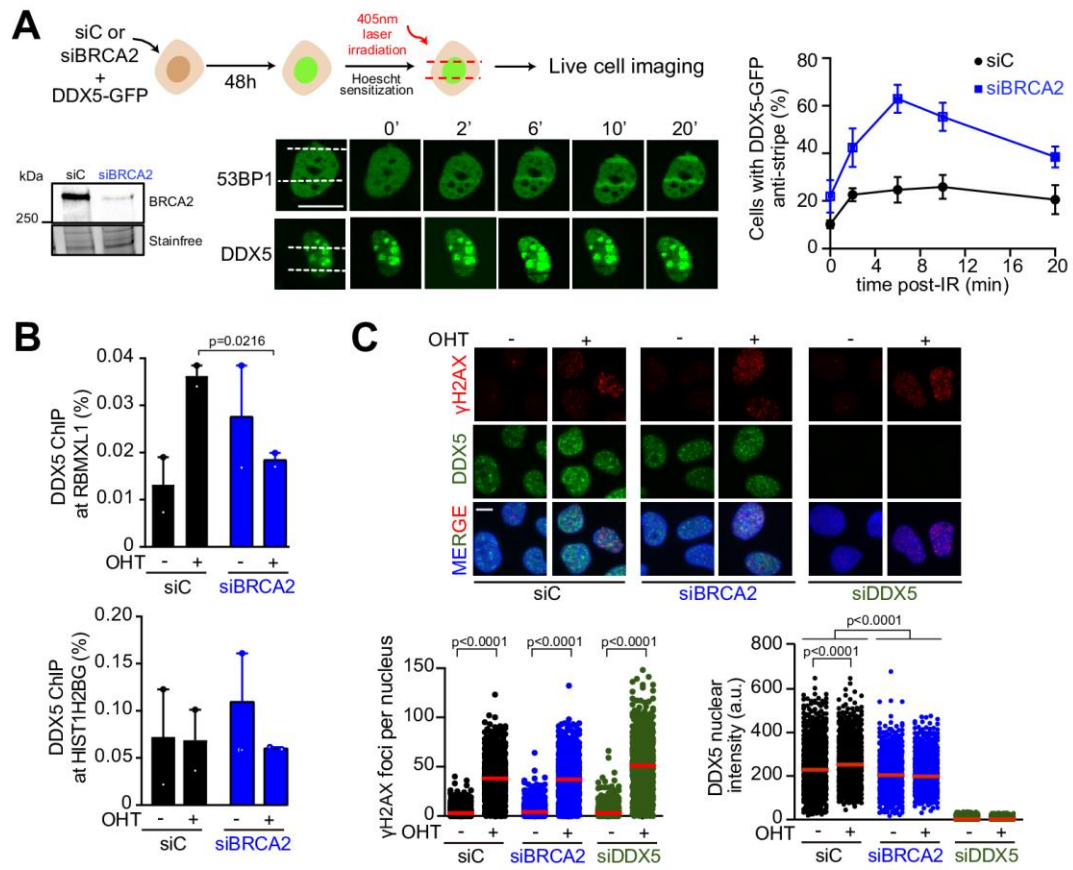 A
siC or
siBRCA2
+
DDX5-GFP
48h
405nm
laser
irradiation
Hoescht
sensitization
Live cell imaging
kDa
siC siBRCA2
BRCA2
250
Stainfree
0' 2' 6' 10' 20'
53BP1
DDX5
Cells with DDX5-GFP
anti-stripe (%)
80
60
40
20
0
0 4 8 12 16 20
time post-IR (min)
siC
siBRCA2
B
p=0.0216
DDX5 ChIP
at RBMXL1 (%)
0.04
0.03
0.02
0.01
0
OHT - + - +
siC siBRCA2
DDX5 ChIP
at HIST1H2BG (%)
0.20
0.15
0.10
0.05
0
OHT - + - +
siC siBRCA2
C
OHT - + - + - +
γH2AX
DDX5
MERGE
siC siBRCA2 siDDX5
p<0.0001 p<0.0001 p<0.0001
γH2AX foci per nucleus
150
100
50
0
OHT - + - + - +
siC siBRCA2 siDDX5
p<0.0001
p<0.0001
DDX5 nuclear
intensity (a.u.)
800
600
400
200
0
OHT - + - + - +
siC siBRCA2 siDDX5